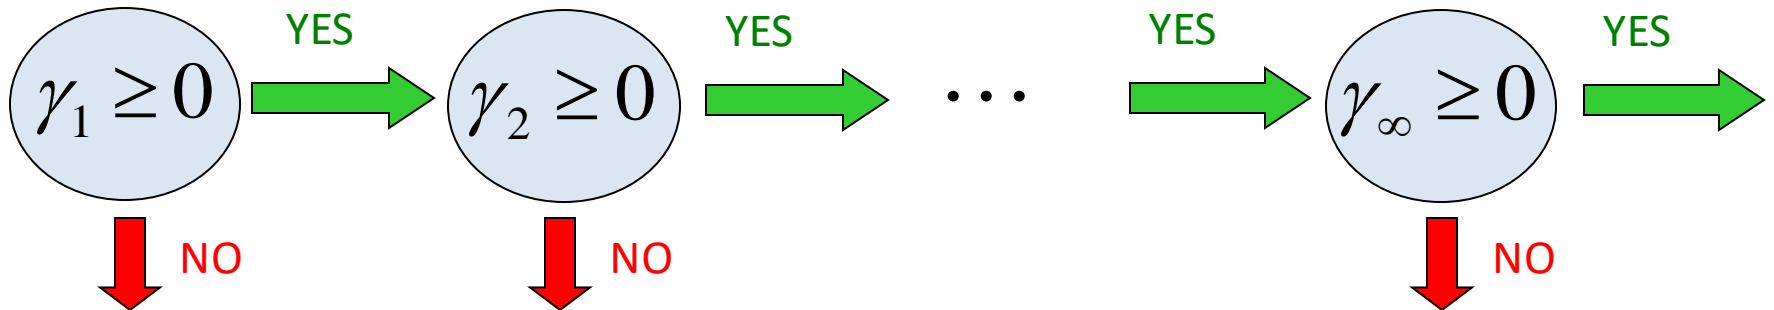 YES YES YES YES
γ₁ ≥ 0 γ₂ ≥ 0 ⋯ γ∞ ≥ 0
NO NO NO